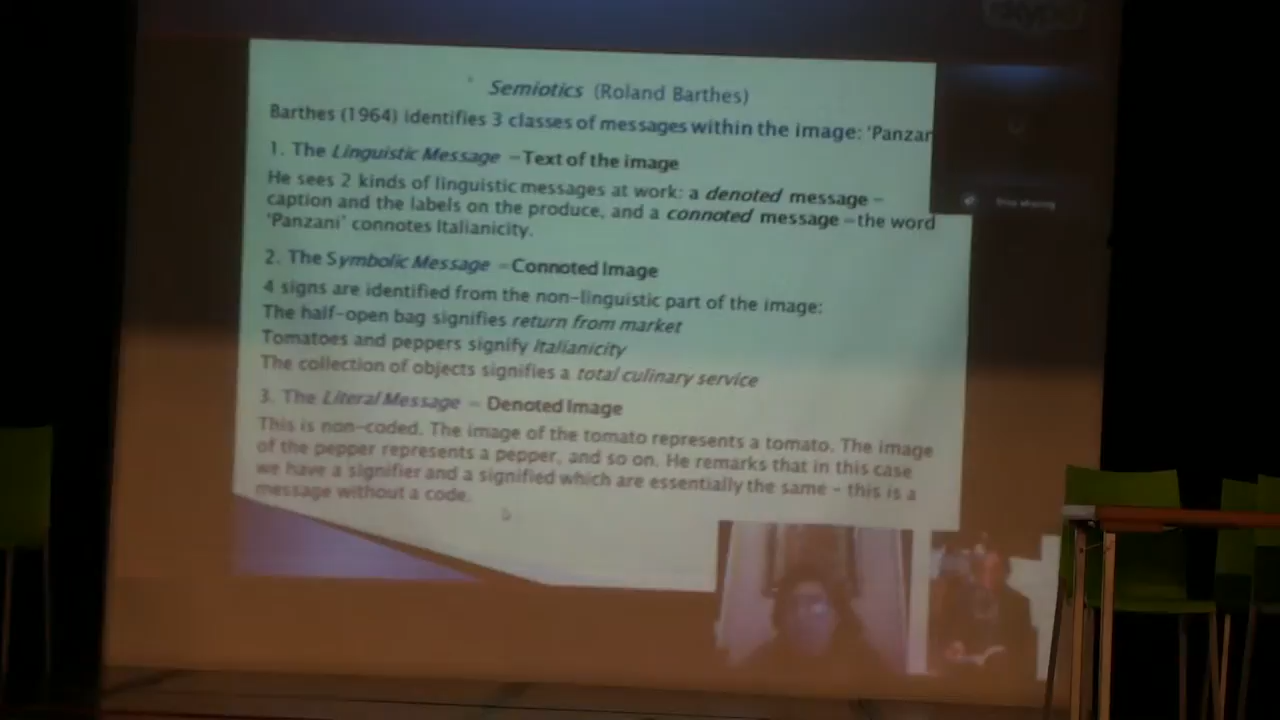 Semiotics (Roland Barthes)
Barthes (1964) identifies 3 classes of messages within the image: 'Panzan
1. The Linguistic Message – Text of the image
He sees 2 kinds of linguistic messages at work: a denoted message –
caption and the labels on the produce, and a connoted message – the word
'Panzani' connotes Italianicity.
2. The Symbolic Message – Connoted Image
4 signs are identified from the non-linguistic part of the image:
The half-open bag signifies return from market
Tomatoes and peppers signify Italianicity
The collection of objects signifies a total culinary service
3. The Literal Message – Denoted Image
This is non-coded. The image of the tomato represents a tomato. The image
of the pepper represents a pepper, and so on. He remarks that in this case
we have a signifier and a signified which are essentially the same – this is a
message without a code.
Stop sharing